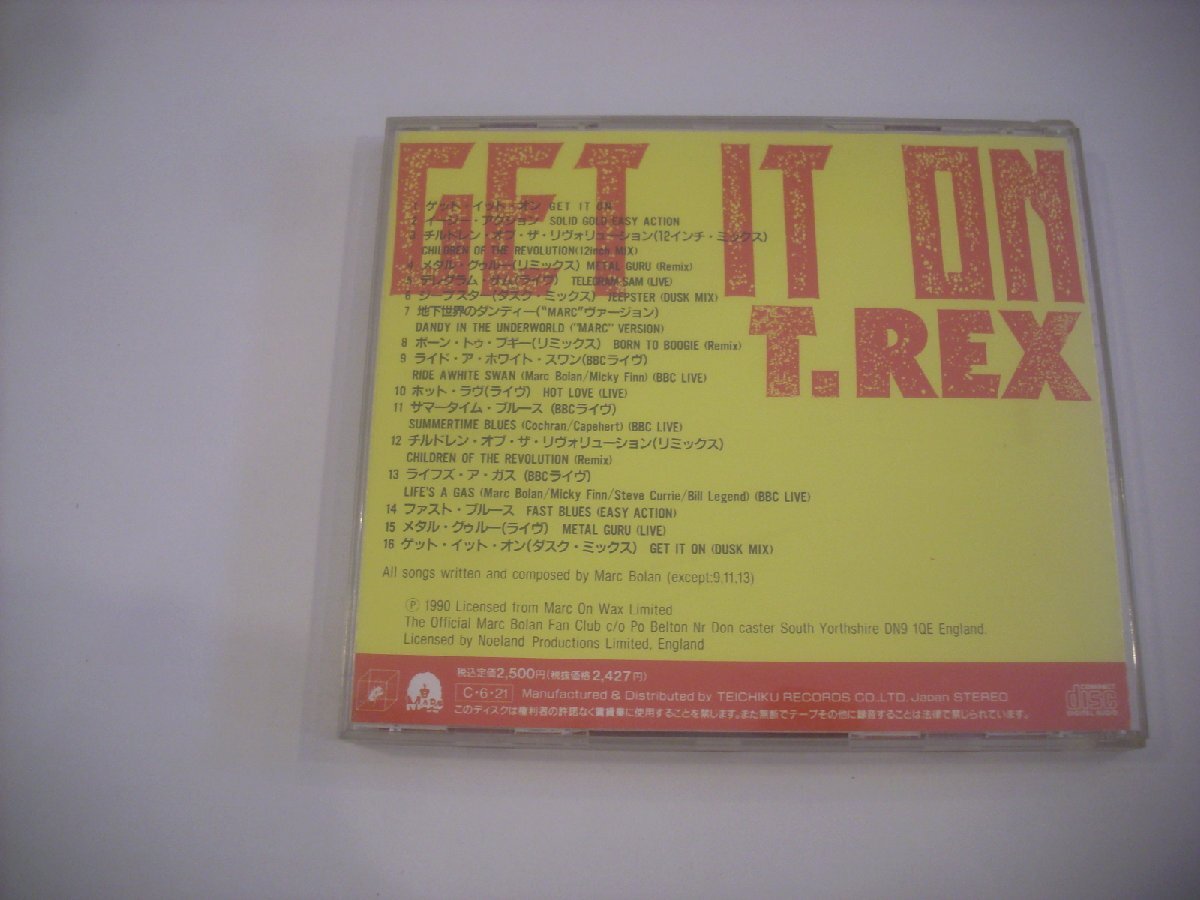 GET IT ON
T.REX
1 ゲット・イット・オン GET IT ON
2 イージー・アクション SOLID GOLD EASY ACTION
3 チルドレン・オブ・ザ・リヴォリューション(12インチ・ミックス)
CHILDREN OF THE REVOLUTION(12inch MIX)
4 メタル・グゥルー(リミックス) METAL GURU (Remix)
5 テレグラム・サム(ライヴ) TELEGRAM SAM (LIVE)
6 ジープスター(ダスク・ミックス) JEEPSTER (DUSK MIX)
7 地下世界のダンディー("MARC"ヴァージョン)
DANDY IN THE UNDERWORLD ("MARC" VERSION)
8 ボーン・トゥ・ブギー(リミックス) BORN TO BOOGIE (Remix)
9 ライド・ア・ホワイト・スワン(BBCライヴ)
RIDE AWHITE SWAN (Marc Bolan/Micky Finn) (BBC LIVE)
10 ホット・ラヴ(ライヴ) HOT LOVE (LIVE)
11 サマータイム・ブルース (BBCライヴ)
SUMMERTIME BLUES (Cochran/Capehert) (BBC LIVE)
12 チルドレン・オブ・ザ・リヴォリューション(リミックス)
CHILDREN OF THE REVOLUTION (Remix)
13 ライフズ・ア・ガス (BBCライヴ)
LIFE'S A GAS (Marc Bolan/Micky Finn/Steve Currie/Bill Legend) (BBC LIVE)
14 ファスト・ブルース FAST BLUES (EASY ACTION)
15 メタル・グゥルー(ライヴ) METAL GURU (LIVE)
16 ゲット・イット・オン(ダスク・ミックス) GET IT ON (DUSK MIX)
All songs written and composed by Marc Bolan (except:9,11,13)
Ⓟ 1990 Licensed from Marc On Wax Limited
The Official Marc Bolan Fan Club c/o Po Belton Nr Don caster South Yorthshire DN9 1QE England.
Licensed by Noeland Productions Limited, England
税込定価2,500円(税抜価格2,427円)
C・6・21 Manufactured & Distributed by TEICHIKU RECORDS CO.,LTD. Japan STEREO
このディスクは権利者の許諾なく賃貸業に使用することを禁じます。また無断でテープその他に録音することは法律で禁じられています。
MARC
COMPACT
disc
DIGITAL AUDIO